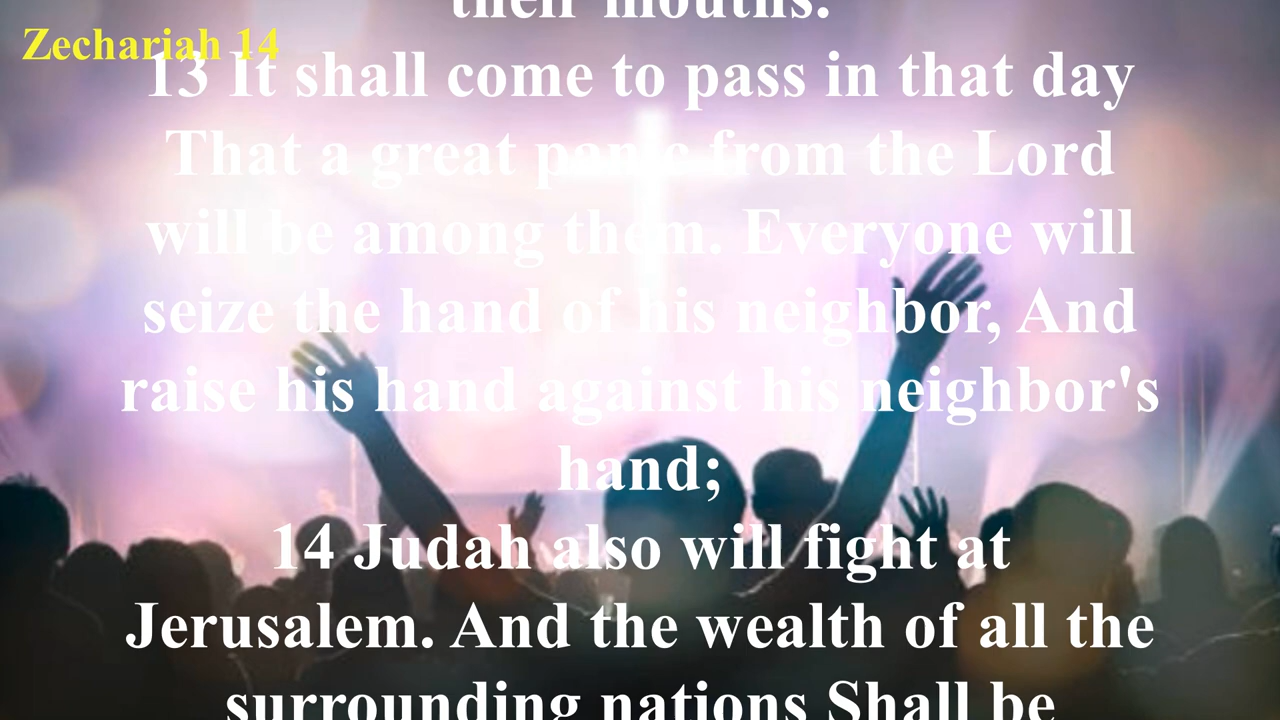 their mouths.
Zechariah 14
13 It shall come to pass in that day
That a great panic from the Lord
will be among them. Everyone will
seize the hand of his neighbor, And
raise his hand against his neighbor's
hand;
14 Judah also will fight at
Jerusalem. And the wealth of all the
surrounding nations Shall be